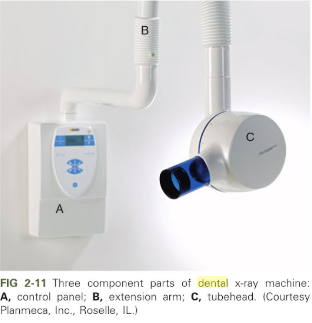 B
C
A
FIG 2-11 Three component parts of dental x-ray machine:
A, control panel; B, extension arm; C, tubehead. (Courtesy
Planmeca, Inc., Roselle, IL.)